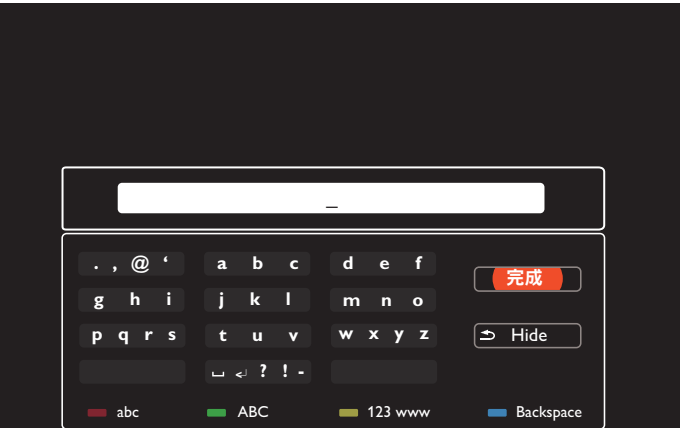 _
. , @ ‘ a b c d e f 完成
g h i j k l m n o
p q r s t u v w x y z Hide
␣ ↲ ? ! -
abc ABC 123 www Backspace